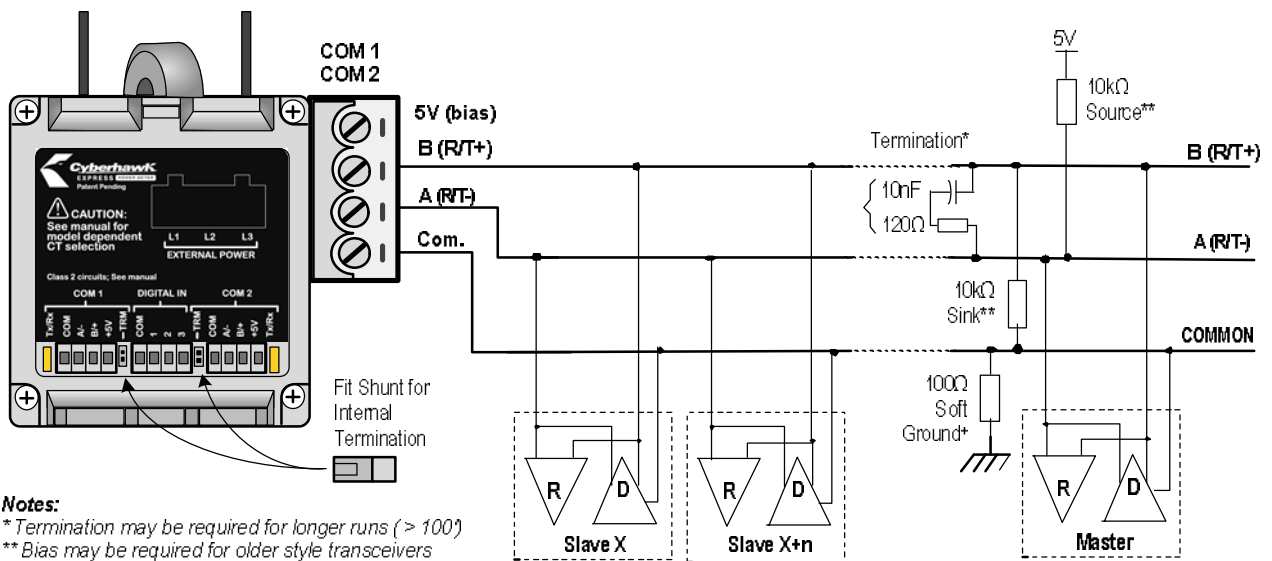 COM 1
COM 2
5V (bias)
B (R/T+)
A (R/T-)
Com.
CyberhawK
EXPRESS POWER METER
Patent Pending
CAUTION:
See manual for
model dependent
CT selection
L1 L2 L3
EXTERNAL POWER
Class 2 circuits; See manual
COM 1 DIGITAL IN COM 2
Tx/Rx COM A/- B/+ +5V TRM COM 1 2 3 TRM COM A/- B/+ +5V Tx/Rx
Fit Shunt for
Internal
Termination
5V
10kΩ
Source**
Termination*
10nF
120Ω
B (R/T+)
A (R/T-)
10kΩ
Sink**
COMMON
100Ω
Soft
Ground+
R D
Slave X
R D
Slave X+n
R D
Master
Notes:
* Termination may be required for longer runs ( > 100')
** Bias may be required for older style transceivers